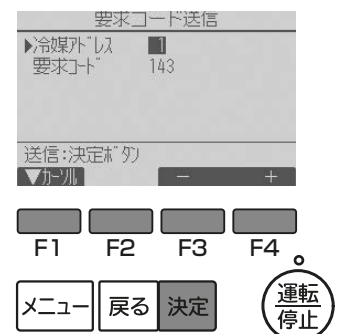 要求コード送信
▶冷媒ｱﾄﾞﾚｽ 1
要求ｺｰﾄﾞ 143
送信:決定ﾎﾞﾀﾝ
▼ｶｰｿﾙ － ＋
F1 F2 F3 F4
メニュー 戻る 決定 運転
停止